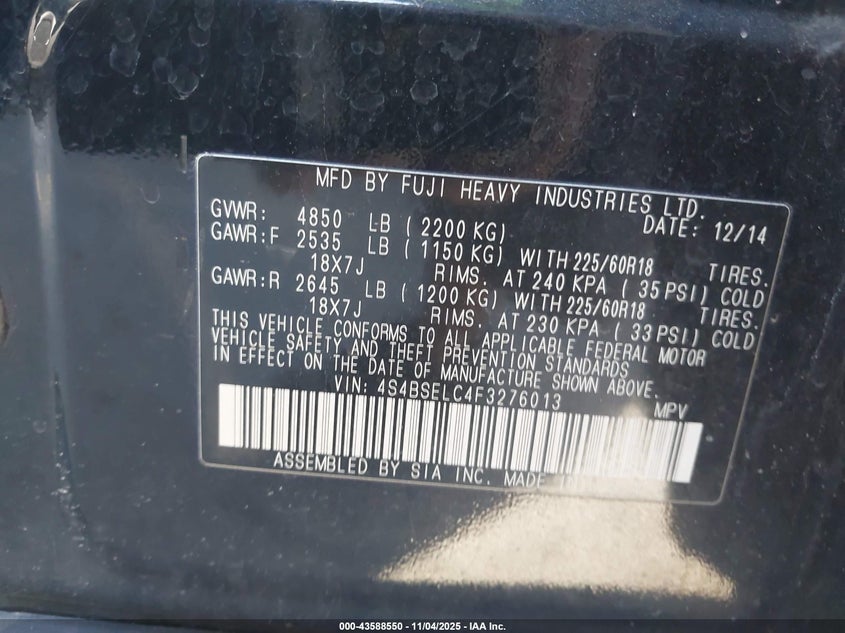 MFD BY FUJI HEAVY INDUSTRIES LTD.
DATE: 12/14
GVWR: 4850 LB ( 2200 KG)
GAWR:F 2535 LB ( 1150 KG) WITH 225/60R18 TIRES.
18X7J RIMS. AT 240 KPA ( 35 PSI) COLD
GAWR:R 2645 LB ( 1200 KG) WITH 225/60R18 TIRES.
18X7J RIMS. AT 230 KPA ( 33 PSI) COLD
THIS VEHICLE CONFORMS TO ALL APPLICABLE FEDERAL MOTOR
VEHICLE SAFETY AND THEFT PREVENTION STANDARDS
IN EFFECT ON THE DATE OF MANUFACTURE SHOWN ABOVE.
VIN: 4S4BSELC4F3276013 MPV
ASSEMBLED BY SIA INC. MADE
000-43588550 - 11/04/2025 - IAA Inc.